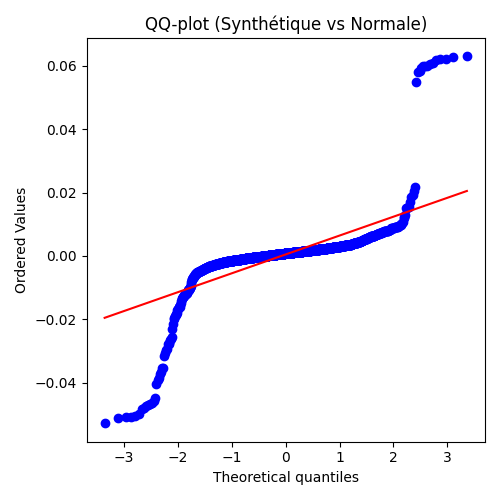 QQ-plot (Synthétique vs Normale)
0.06
0.04
0.02
0.00
−0.02
−0.04
Ordered Values
−3 −2 −1 0 1 2 3
Theoretical quantiles